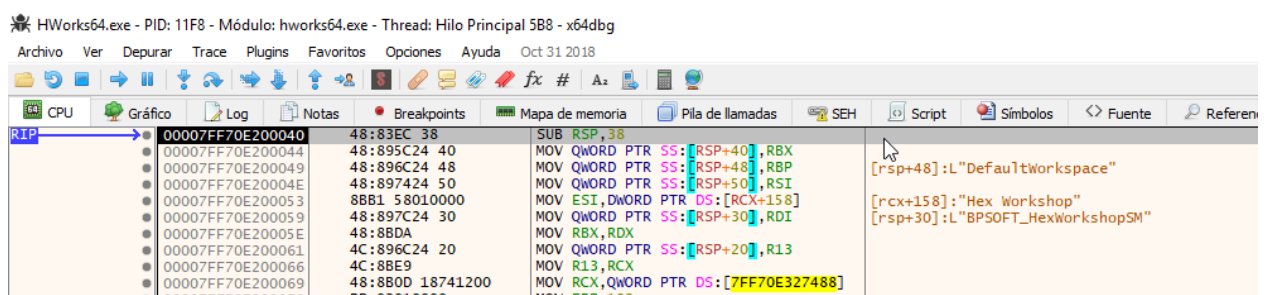 HWorks64.exe - PID: 11F8 - Módulo: hworks64.exe - Thread: Hilo Principal 5B8 - x64dbg
Archivo Ver Depurar Trace Plugins Favoritos Opciones Ayuda Oct 31 2018
fx # A₂
CPU Gráfico Log Notas Breakpoints Mapa de memoria Pila de llamadas SEH Script Símbolos Fuente
RIP 00007FF70E200040 48:83EC 38 SUB RSP,38
00007FF70E200044 48:895C24 40 MOV QWORD PTR SS:[RSP+40],RBX
00007FF70E200049 48:896C24 48 MOV QWORD PTR SS:[RSP+48],RBP [rsp+48]:L"DefaultWorkspace"
00007FF70E20004E 48:897424 50 MOV QWORD PTR SS:[RSP+50],RSI
00007FF70E200053 8BB1 58010000 MOV ESI,DWORD PTR DS:[RCX+158] [rcx+158]:"Hex Workshop"
00007FF70E200059 48:897C24 30 MOV QWORD PTR SS:[RSP+30],RDI [rsp+30]:L"BPSOFT_HexWorkshopSM"
00007FF70E20005E 48:8BDA MOV RBX,RDX
00007FF70E200061 4C:896C24 20 MOV QWORD PTR SS:[RSP+20],R13
00007FF70E200066 4C:8BE9 MOV R13,RCX
00007FF70E200069 48:8B0D 18741200 MOV RCX,QWORD PTR DS:[7FF70E327488]